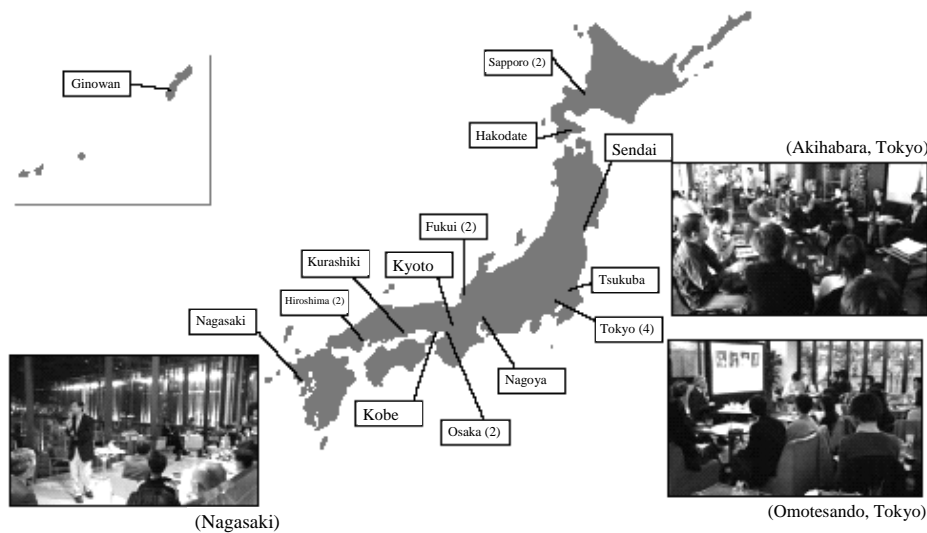 Sapporo (2)
Ginowan
Hakodate
Sendai
(Akihabara, Tokyo)
Fukui (2)
Kurashiki
Kyoto
Tsukuba
Hiroshima (2)
Nagasaki
Tokyo (4)
Nagoya
Kobe
Osaka (2)
(Omotesando, Tokyo)
(Nagasaki)